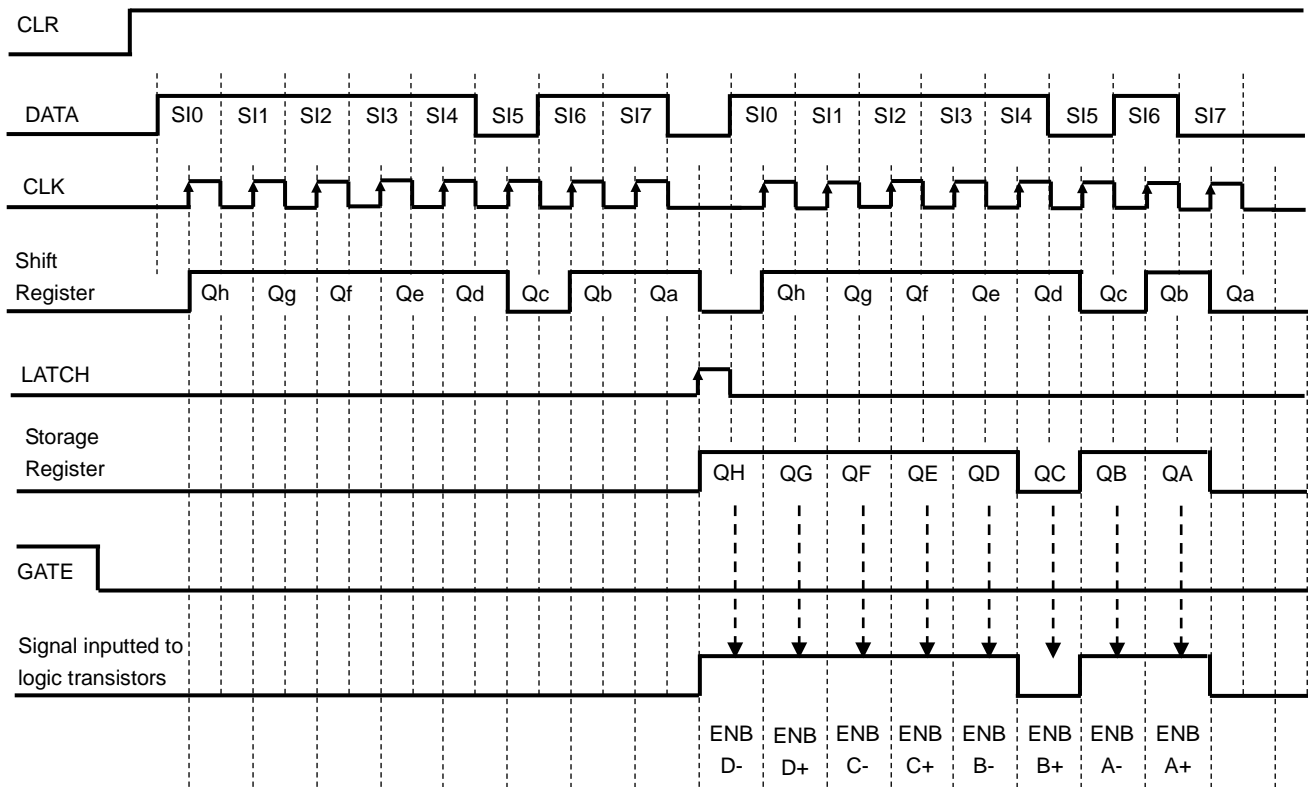 CLR
DATA
SI0 SI1 SI2 SI3 SI4 SI5 SI6 SI7 SI0 SI1 SI2 SI3 SI4 SI5 SI6 SI7
CLK
Shift
Register
Qh Qg Qf Qe Qd Qc Qb Qa Qh Qg Qf Qe Qd Qc Qb Qa
LATCH
Storage
Register
QH QG QF QE QD QC QB QA
GATE
Signal inputted to
logic transistors
ENB ENB ENB ENB ENB ENB ENB ENB
D- D+ C- C+ B- B+ A- A+